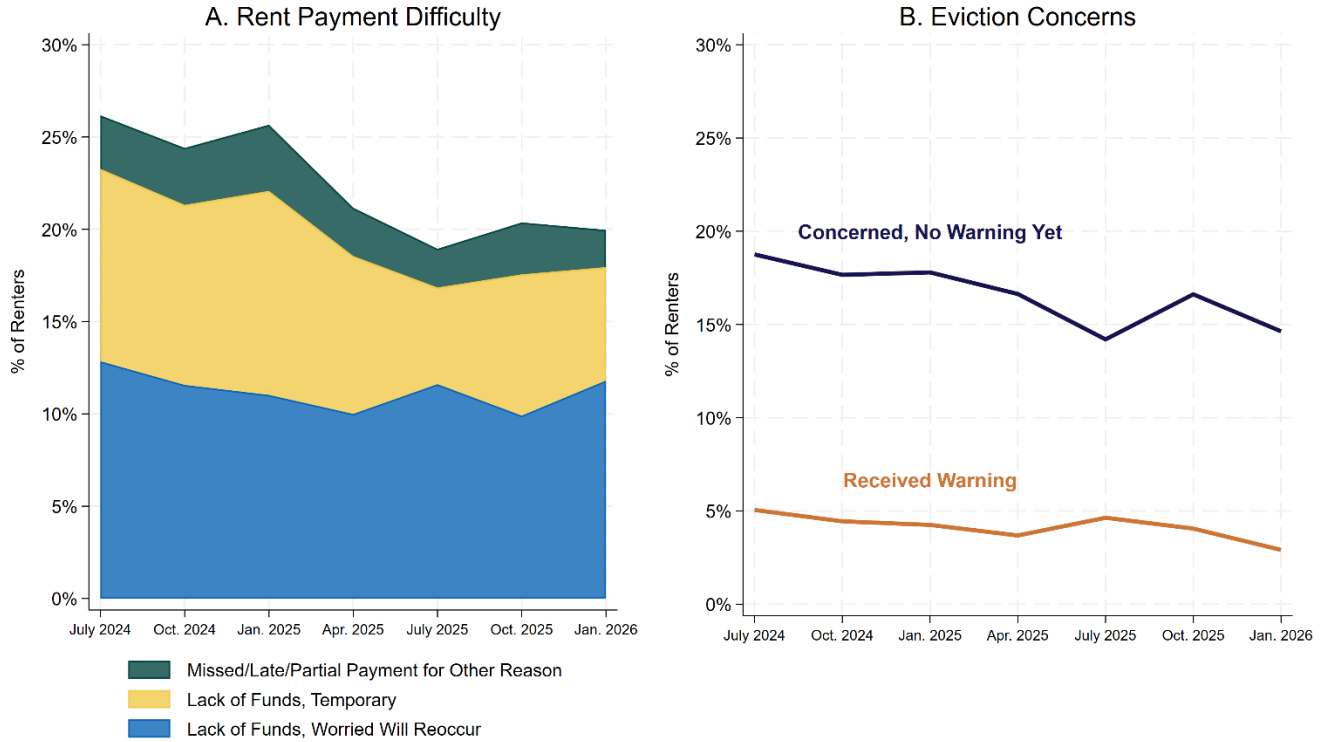 A. Rent Payment Difficulty
30%
25%
20%
15%
10%
5%
0%
% of Renters
July 2024 Oct. 2024 Jan. 2025 Apr. 2025 July 2025 Oct. 2025 Jan. 2026
Missed/Late/Partial Payment for Other Reason
Lack of Funds, Temporary
Lack of Funds, Worried Will Reoccur
B. Eviction Concerns
30%
25%
20%
15%
10%
5%
0%
% of Renters
Concerned, No Warning Yet
Received Warning
July 2024 Oct. 2024 Jan. 2025 Apr. 2025 July 2025 Oct. 2025 Jan. 2026